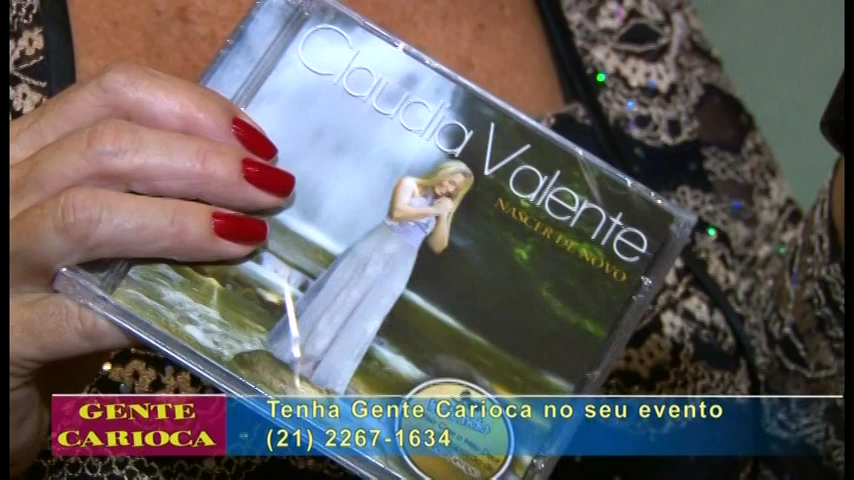 Claudia Valente
NASCER DE NOVO
GENTE
CARIOCA
Tenha Gente Carioca no seu evento
(21) 2267-1634